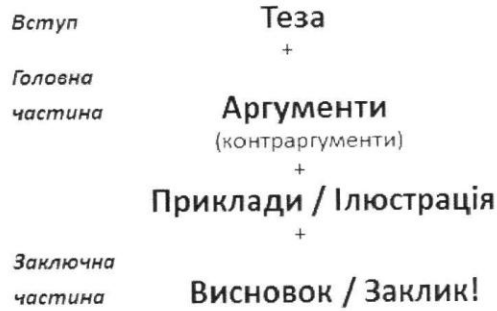 Вступ Теза
+
Головна
частина Аргументи
(контраргументи)
+
Приклади / Ілюстрація
+
Заключна
частина Висновок / Заклик!